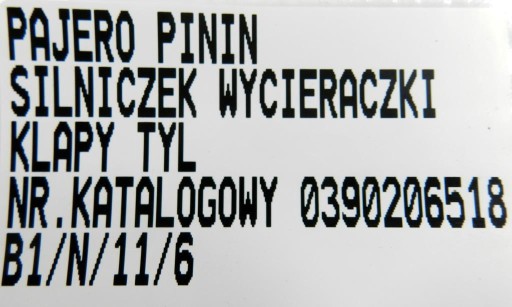 PAJERO PININ
SILNICZEK WYCIERACZKI
KLAPY TYL
NR.KATALOGOWY 0390206518
B1/N/11/6